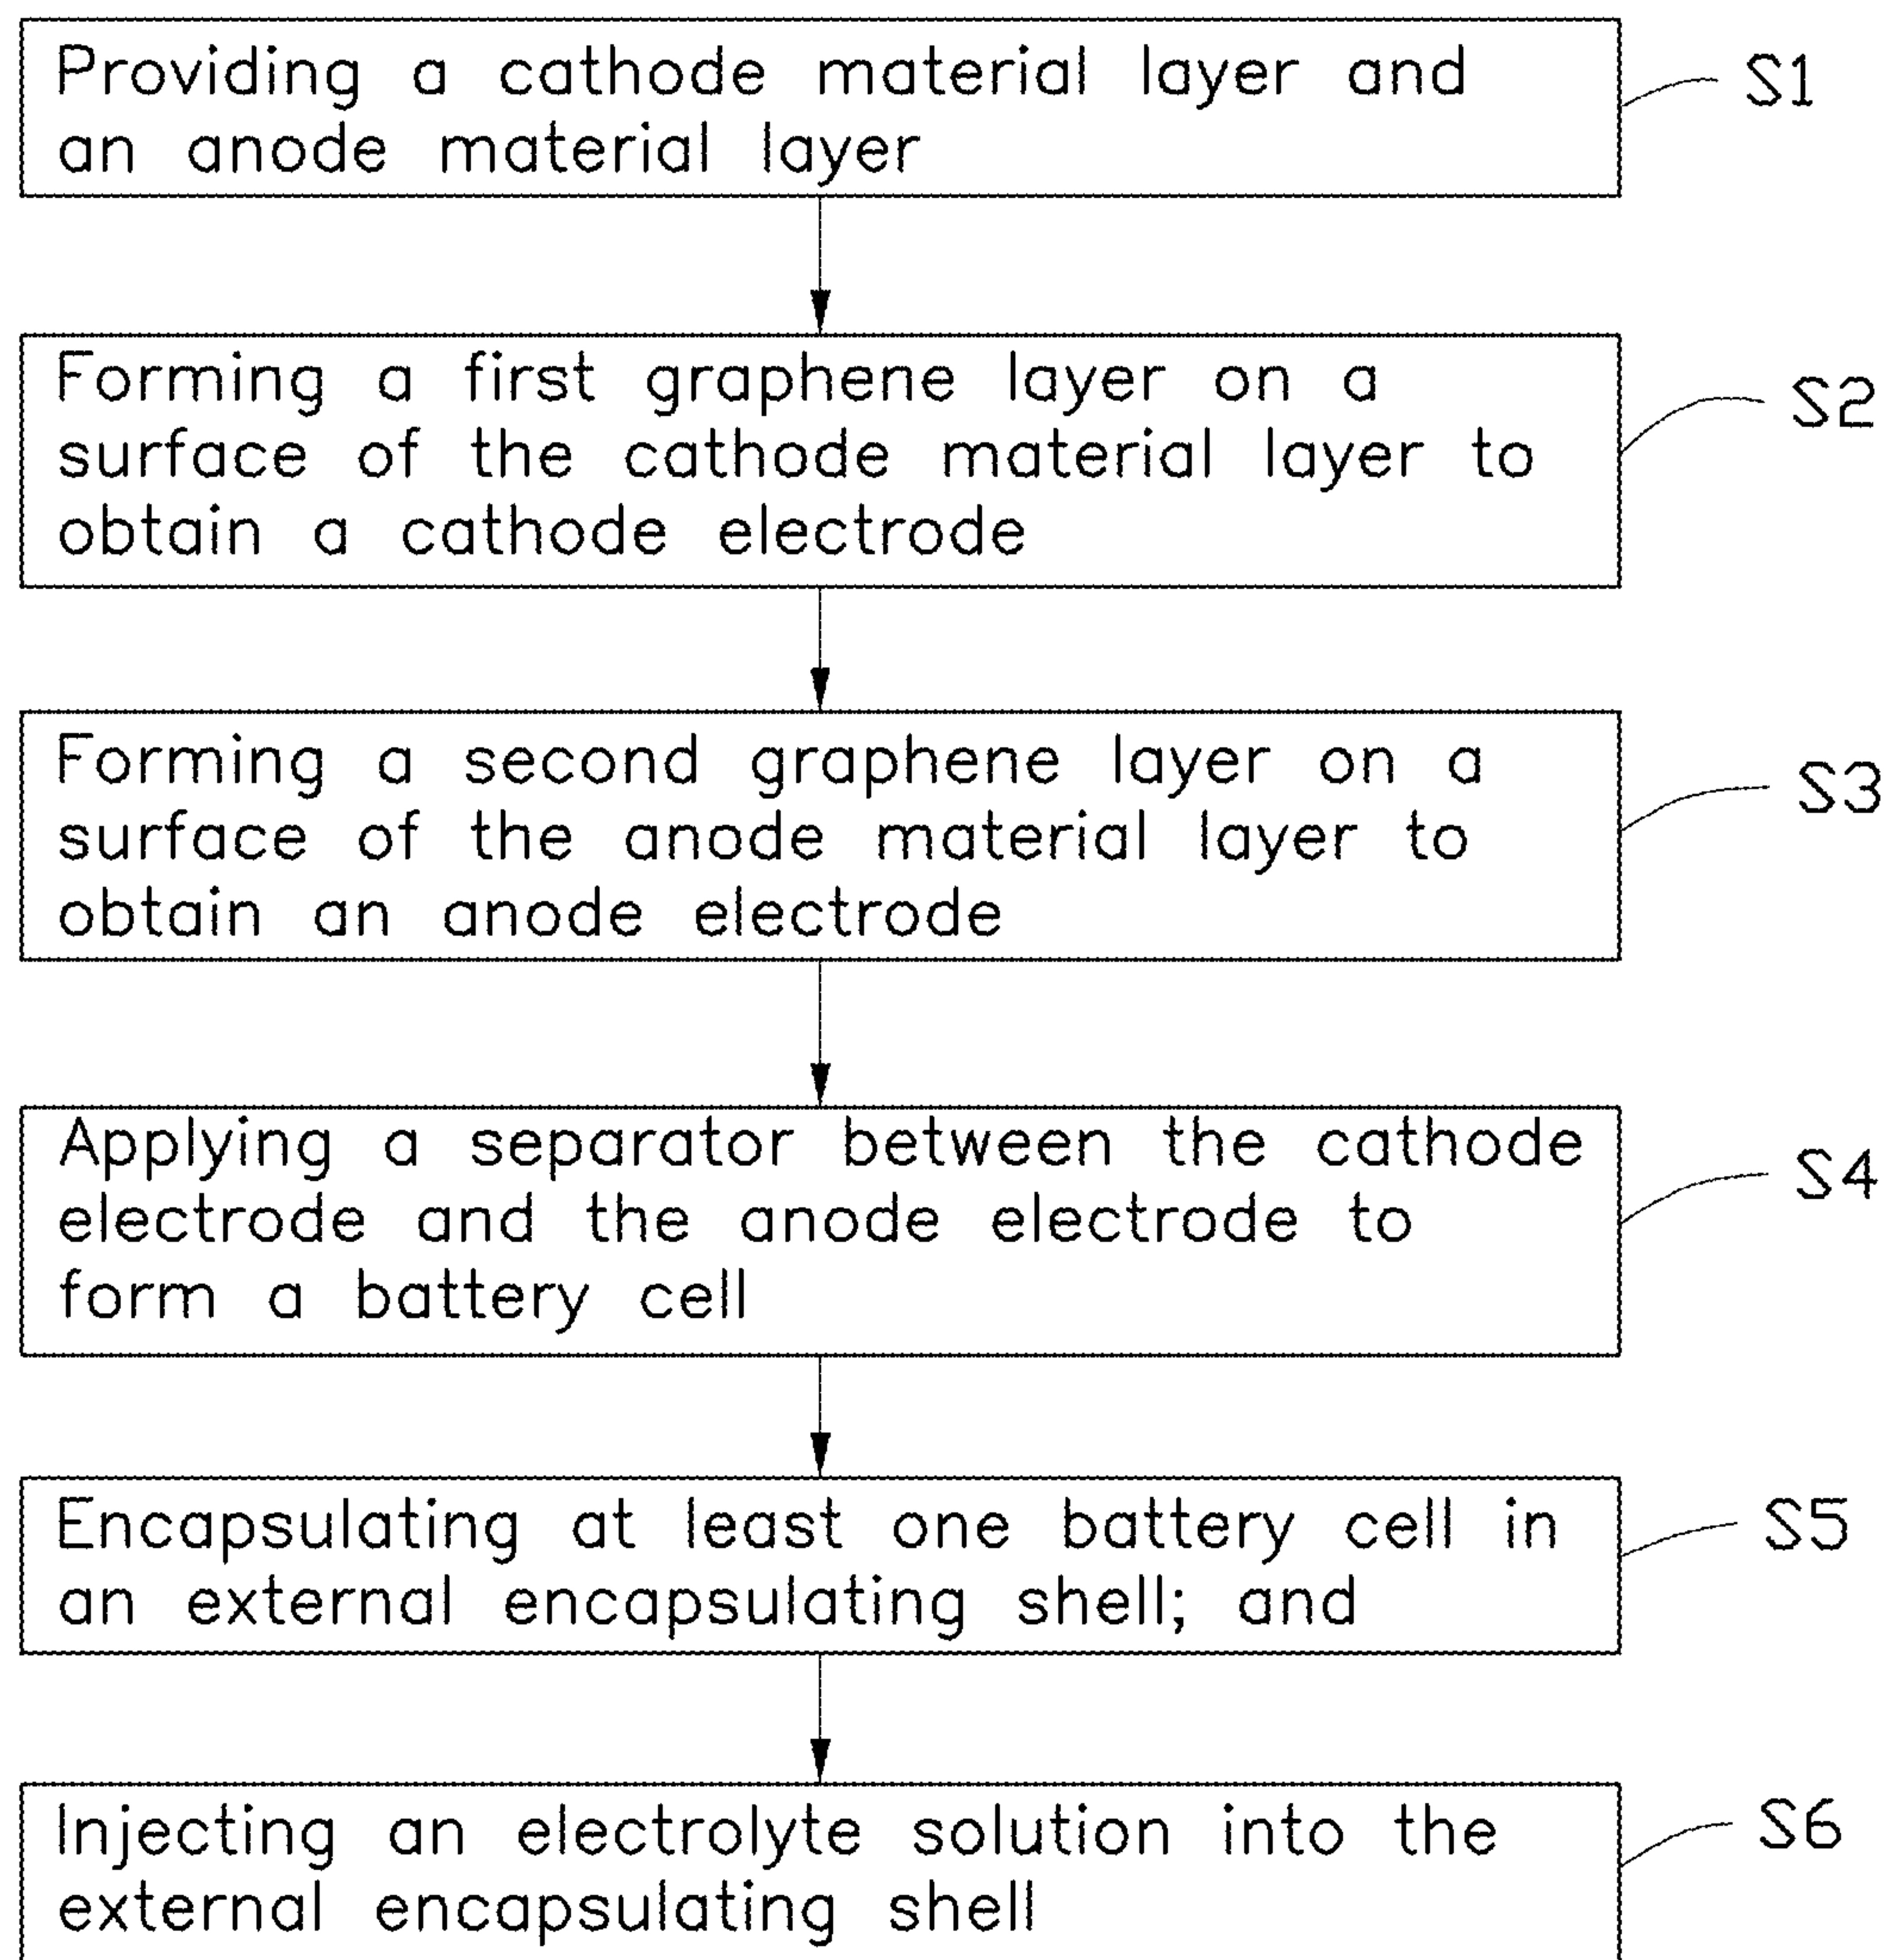 Providing a cathode material layer and
an anode material layer
S1
Forming a first graphene layer on a
surface of the cathode material layer to
obtain a cathode electrode
S2
Forming a second graphene layer on a
surface of the anode material layer to
obtain an anode electrode
S3
Applying a separator between the cathode
electrode and the anode electrode to
form a battery cell
S4
Encapsulating at least one battery cell in
an external encapsulating shell; and
S5
Injecting an electrolyte solution into the
external encapsulating shell
S6